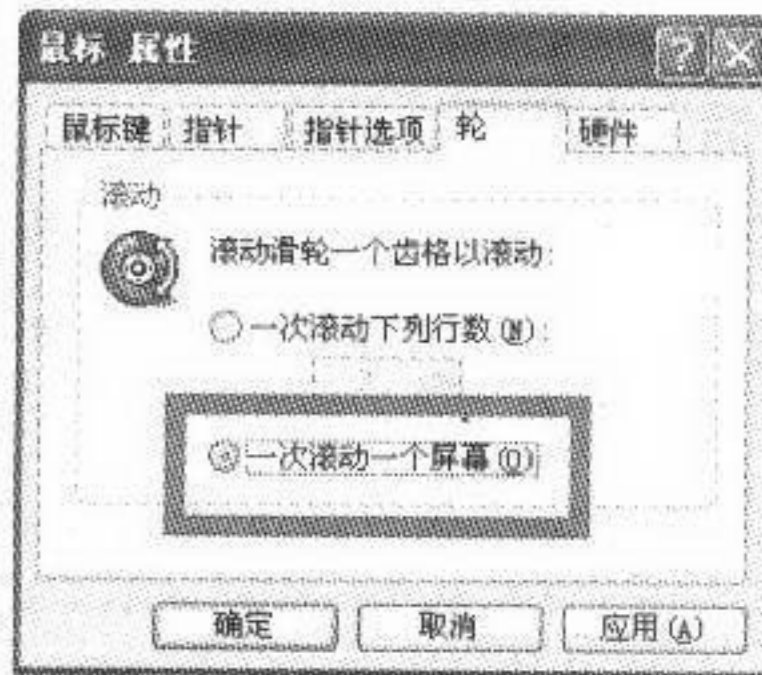 鼠标 属性
鼠标键 指针 指针选项 轮 硬件
滚动
滚动滑轮一个齿格以滚动:
一次滚动下列行数(N):
一次滚动一个屏幕(O)
确定 取消 应用(A)